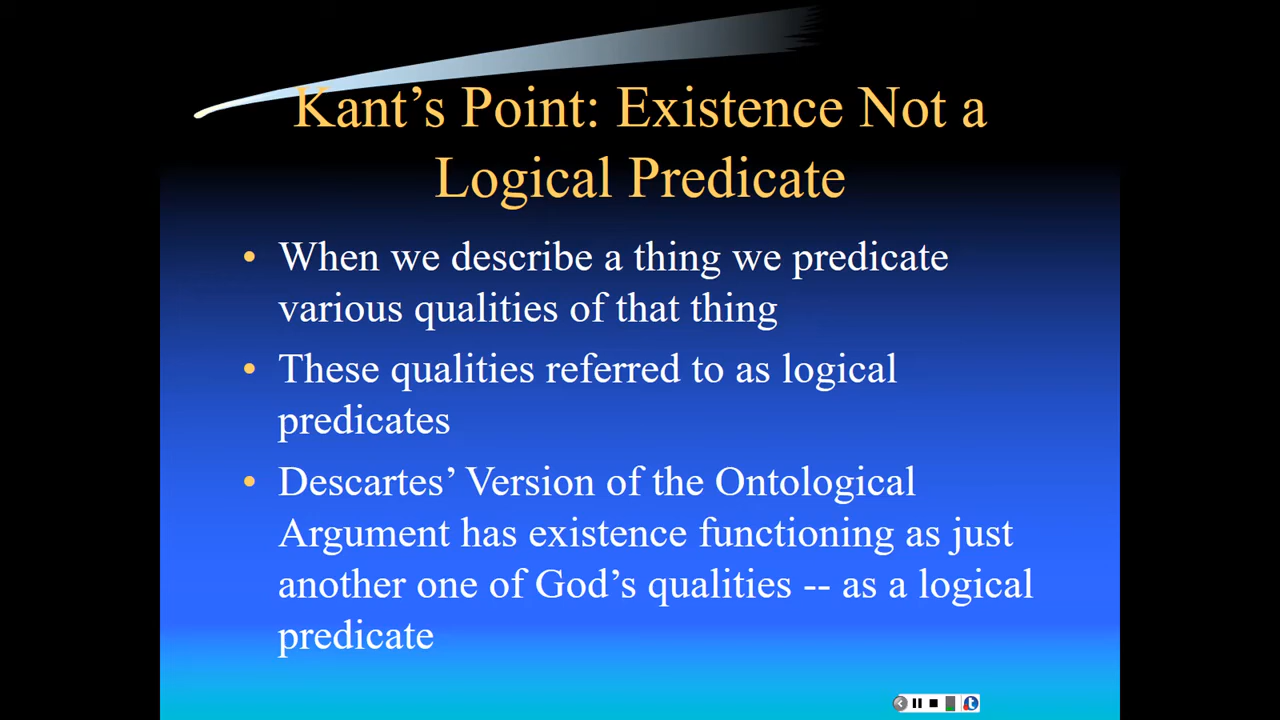 Kant’s Point: Existence Not a
Logical Predicate
• When we describe a thing we predicate
various qualities of that thing
• These qualities referred to as logical
predicates
• Descartes’ Version of the Ontological
Argument has existence functioning as just
another one of God’s qualities -- as a logical
predicate